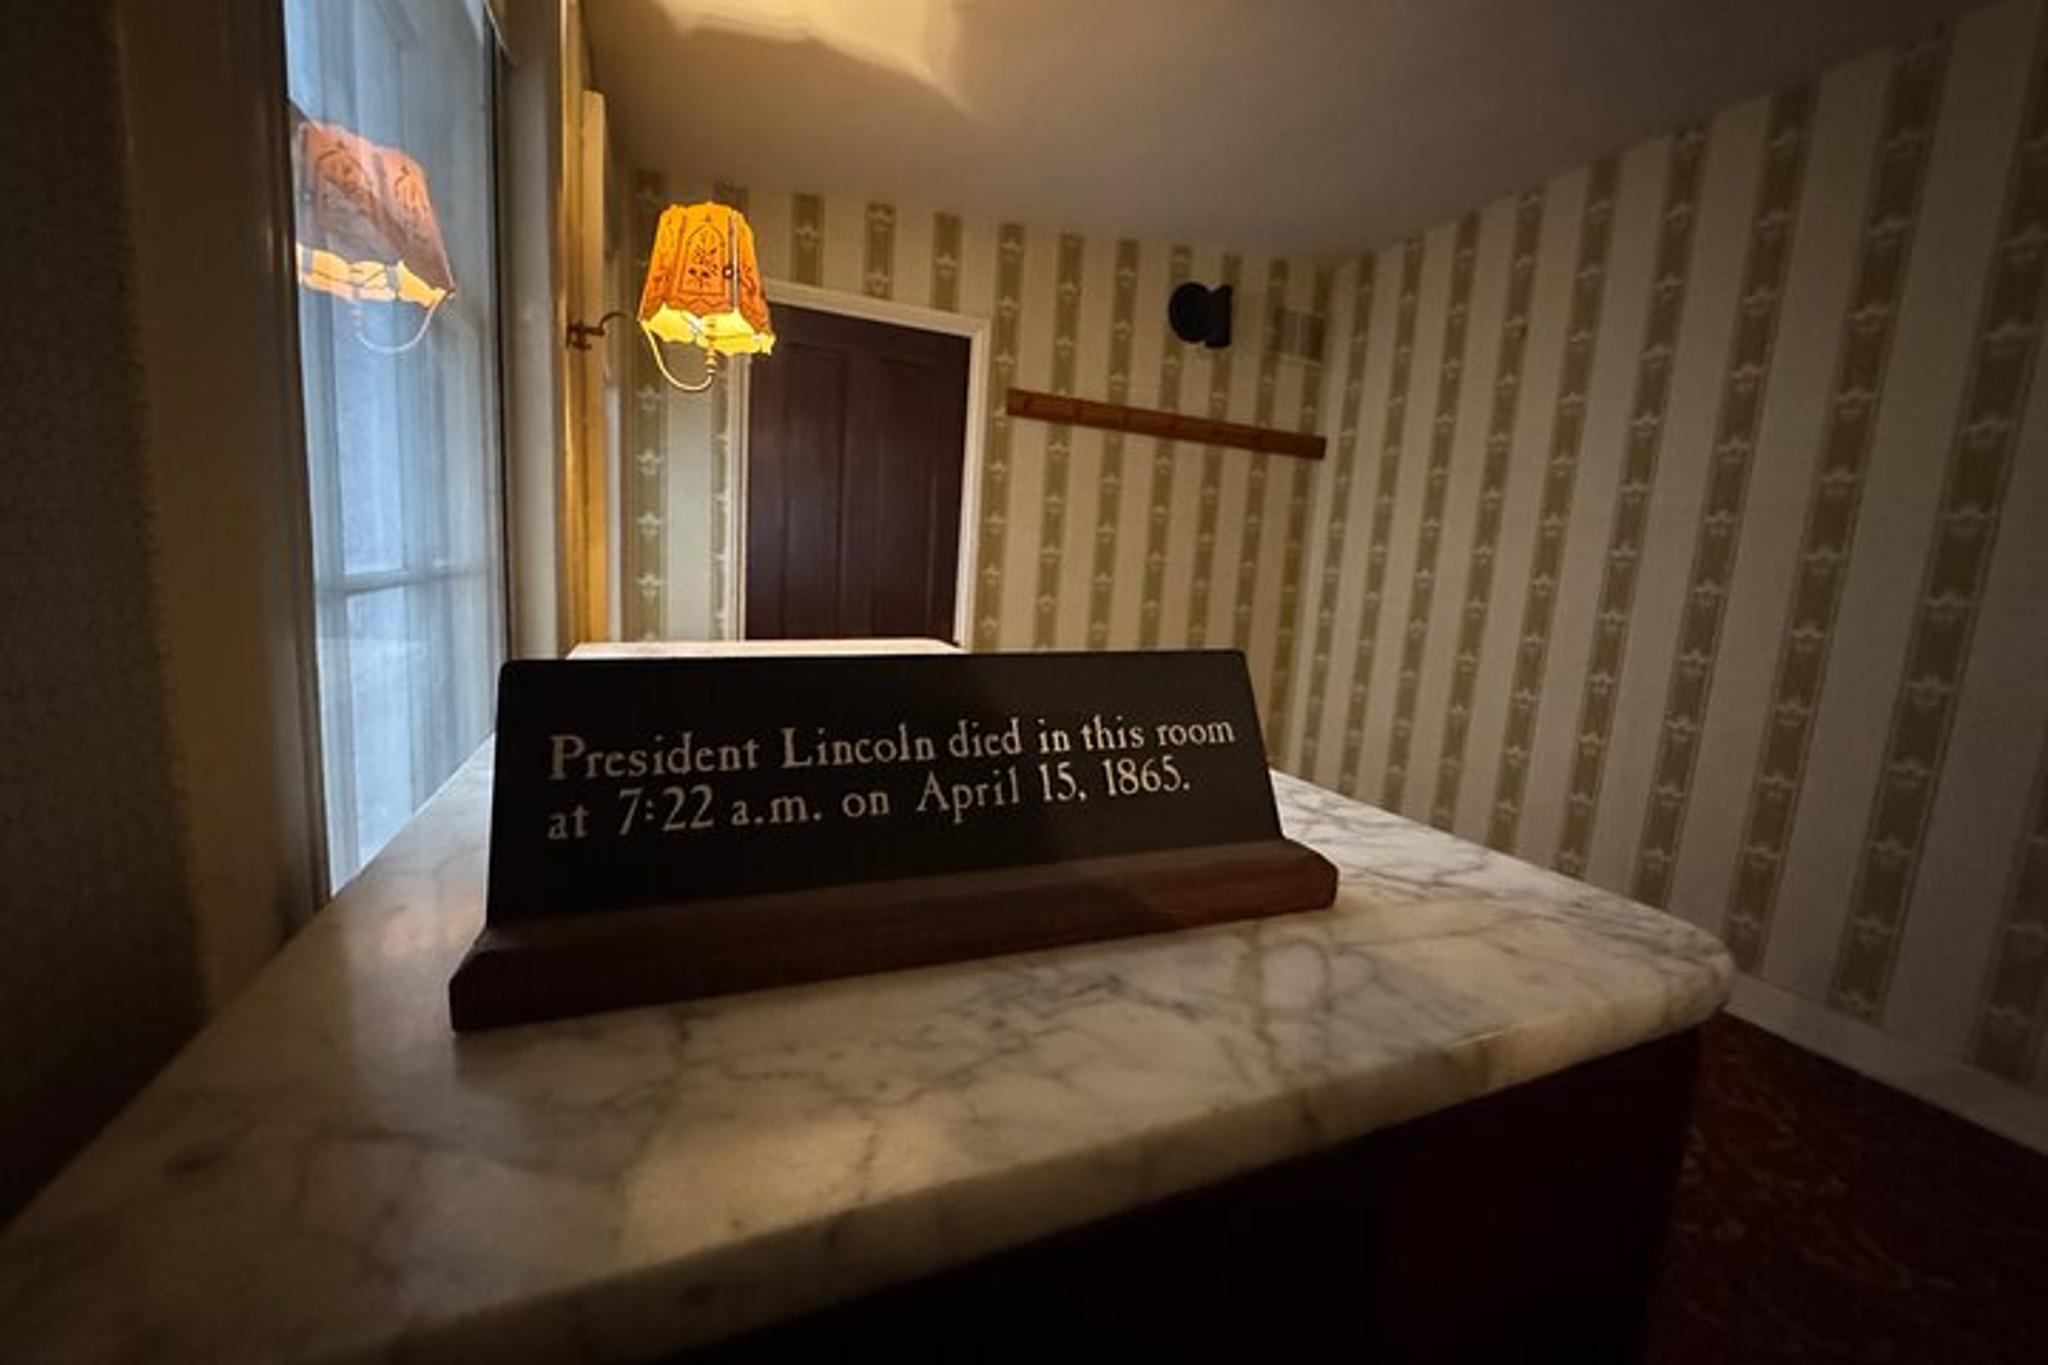 President Lincoln died in this room
at 7:22 a.m. on April 15, 1865.